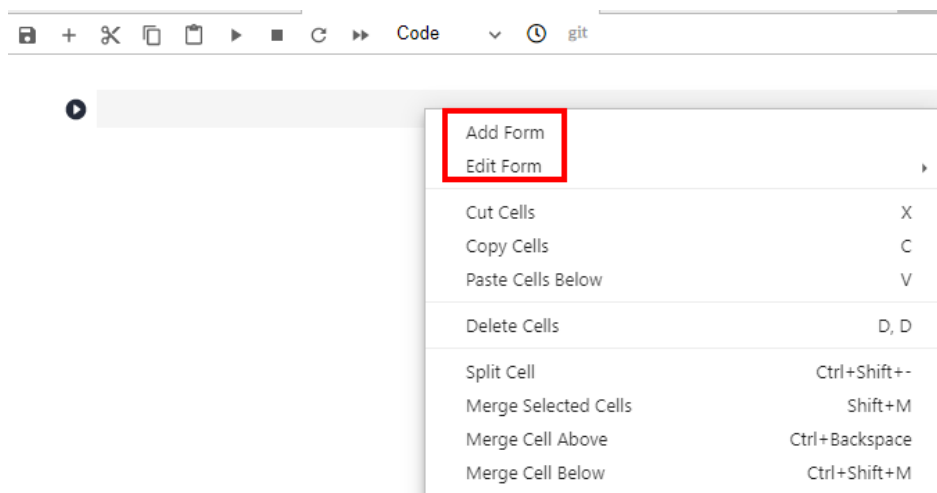 Code git
Add Form
Edit Form
Cut Cells X
Copy Cells C
Paste Cells Below V
Delete Cells D, D
Split Cell Ctrl+Shift+-
Merge Selected Cells Shift+M
Merge Cell Above Ctrl+Backspace
Merge Cell Below Ctrl+Shift+M